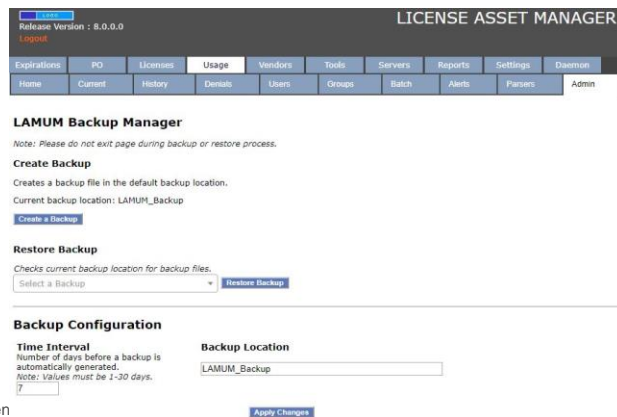 LICENSE ASSET MANAGER
Release Version : 8.0.0.0
Logout
Expirations PO Licenses Usage Vendors Tools Servers Reports Settings Daemon
Home Current History Denials Users Groups Batch Alerts Parsers Admin
LAMUM Backup Manager
Note: Please do not exit page during backup or restore process.
Create Backup
Creates a backup file in the default backup location.
Current backup location: LAMUM_Backup
Create a Backup
Restore Backup
Checks current backup location for backup files.
Select a Backup Restore Backup
Backup Configuration
Time Interval
Number of days before a backup is
automatically generated.
Note: Values must be 1-30 days.
7
Backup Location
LAMUM_Backup
en
Apply Changes